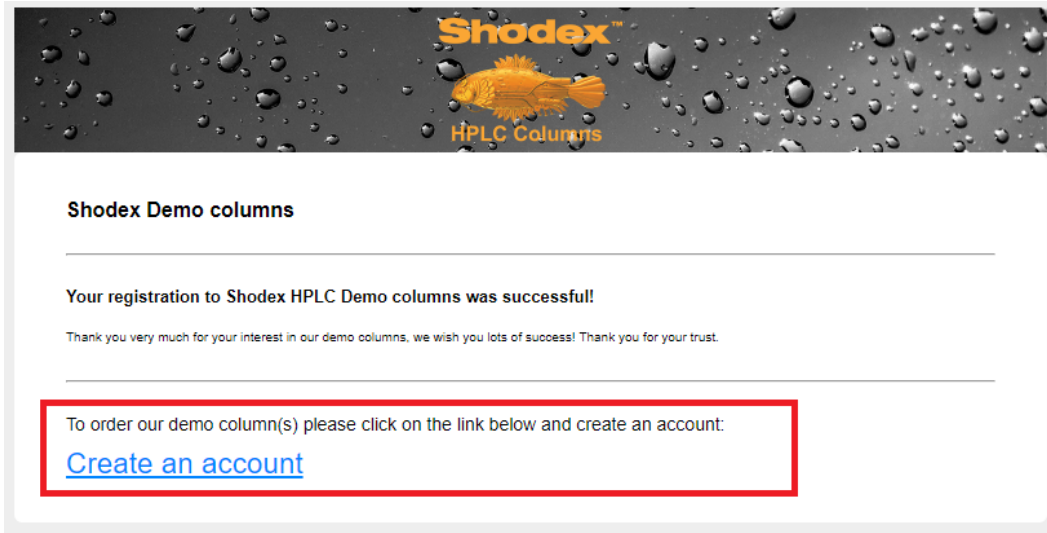 Shodex™
HPLC Columns
Shodex Demo columns
Your registration to Shodex HPLC Demo columns was successful!
Thank you very much for your interest in our demo columns, we wish you lots of success! Thank you for your trust.
To order our demo column(s) please click on the link below and create an account:
Create an account